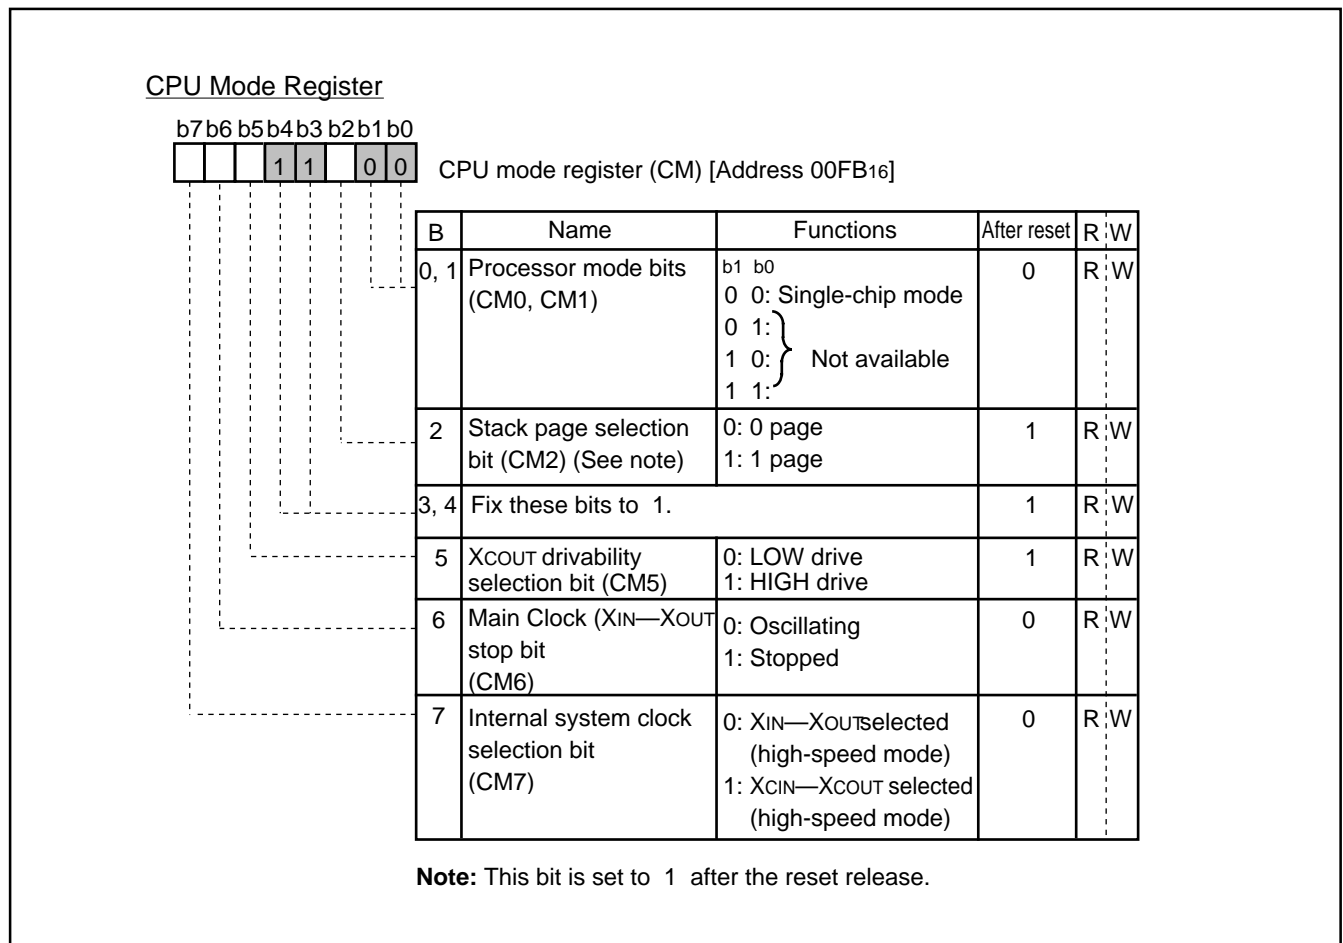 CPU Mode Register
b7 b6 b5 b4 b3 b2 b1 b0
1 1 0 0
CPU mode register (CM) [Address 00FB16]
B Name Functions After reset R W
0, 1 Processor mode bits (CM0, CM1)
b1 b0
0 0: Single-chip mode
0 1:
1 0: Not available
1 1:
0 R W
2 Stack page selection bit (CM2) (See note)
0: 0 page
1: 1 page
1 R W
3, 4 Fix these bits to 1. 1 R W
5 XCOUT drivability selection bit (CM5)
0: LOW drive
1: HIGH drive
1 R W
6 Main Clock (XIN—XOUT stop bit (CM6)
0: Oscillating
1: Stopped
0 R W
7 Internal system clock selection bit (CM7)
0: XIN—XOUT selected (high-speed mode)
1: XCIN—XCOUT selected (high-speed mode)
0 R W
Note: This bit is set to 1 after the reset release.